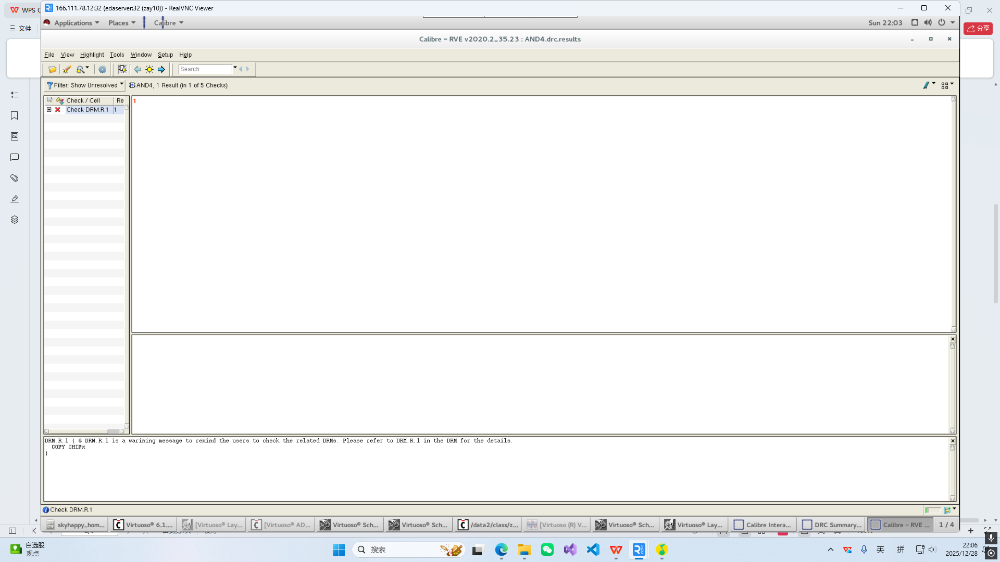 WPS
166.111.78.12:32 (edaserver:32 (zay10)) - RealVNC Viewer
文件
分享
Applications Places Calibre Sun 22:03
Calibre - RVE v2020.2_35.23 : AND4.drc.results
File View Highlight Tools Window Setup Help
Search
Filter: Show Unresolved AND4, 1 Result (in 1 of 5 Checks)
Check / Cell Re
Check DRM.R.1 1
1
DRM.R.1 { @ DRM.R.1 is a varining message to remind the users to check the related DRMs. Please refer to DRM.R.1 in the DRM for the details.
COPY CHIPx
}
Check DRM.R.1
skyhappy_hom... Virtuoso® 6.1.... [Virtuoso® Lay... [Virtuoso® AD... Virtuoso® Sch... Virtuoso® Sch... /data2/class/z... [Virtuoso (R) V... Virtuoso® Sch... Virtuoso® Lay... Calibre Intera... DRC Summary... Calibre - RVE ... 1 / 4
自选股
观点
搜索
英 拼
22:06
2025/12/28